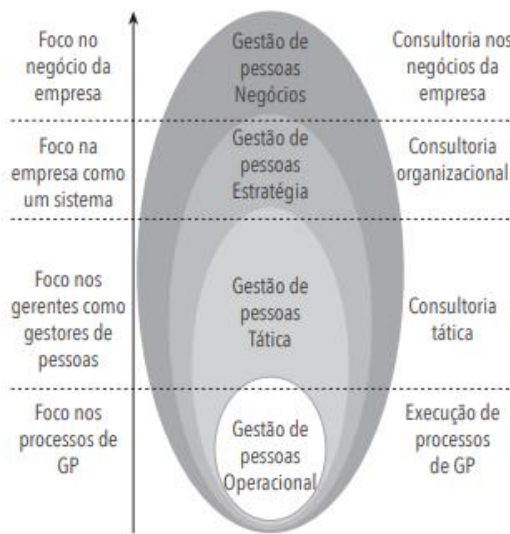 Foco no
negócio da
empresa
Gestão de
pessoas
Negócios
Consultoria nos
negócios da
empresa
Foco na
empresa como
um sistema
Gestão de
pessoas
Estratégia
Consultoria
organizacional
Foco nos
gerentes como
gestores de
pessoas
Gestão de
pessoas
Tática
Consultoria
tática
Foco nos
processos de
GP
Gestão de
pessoas
Operacional
Execução de
processos
de GP